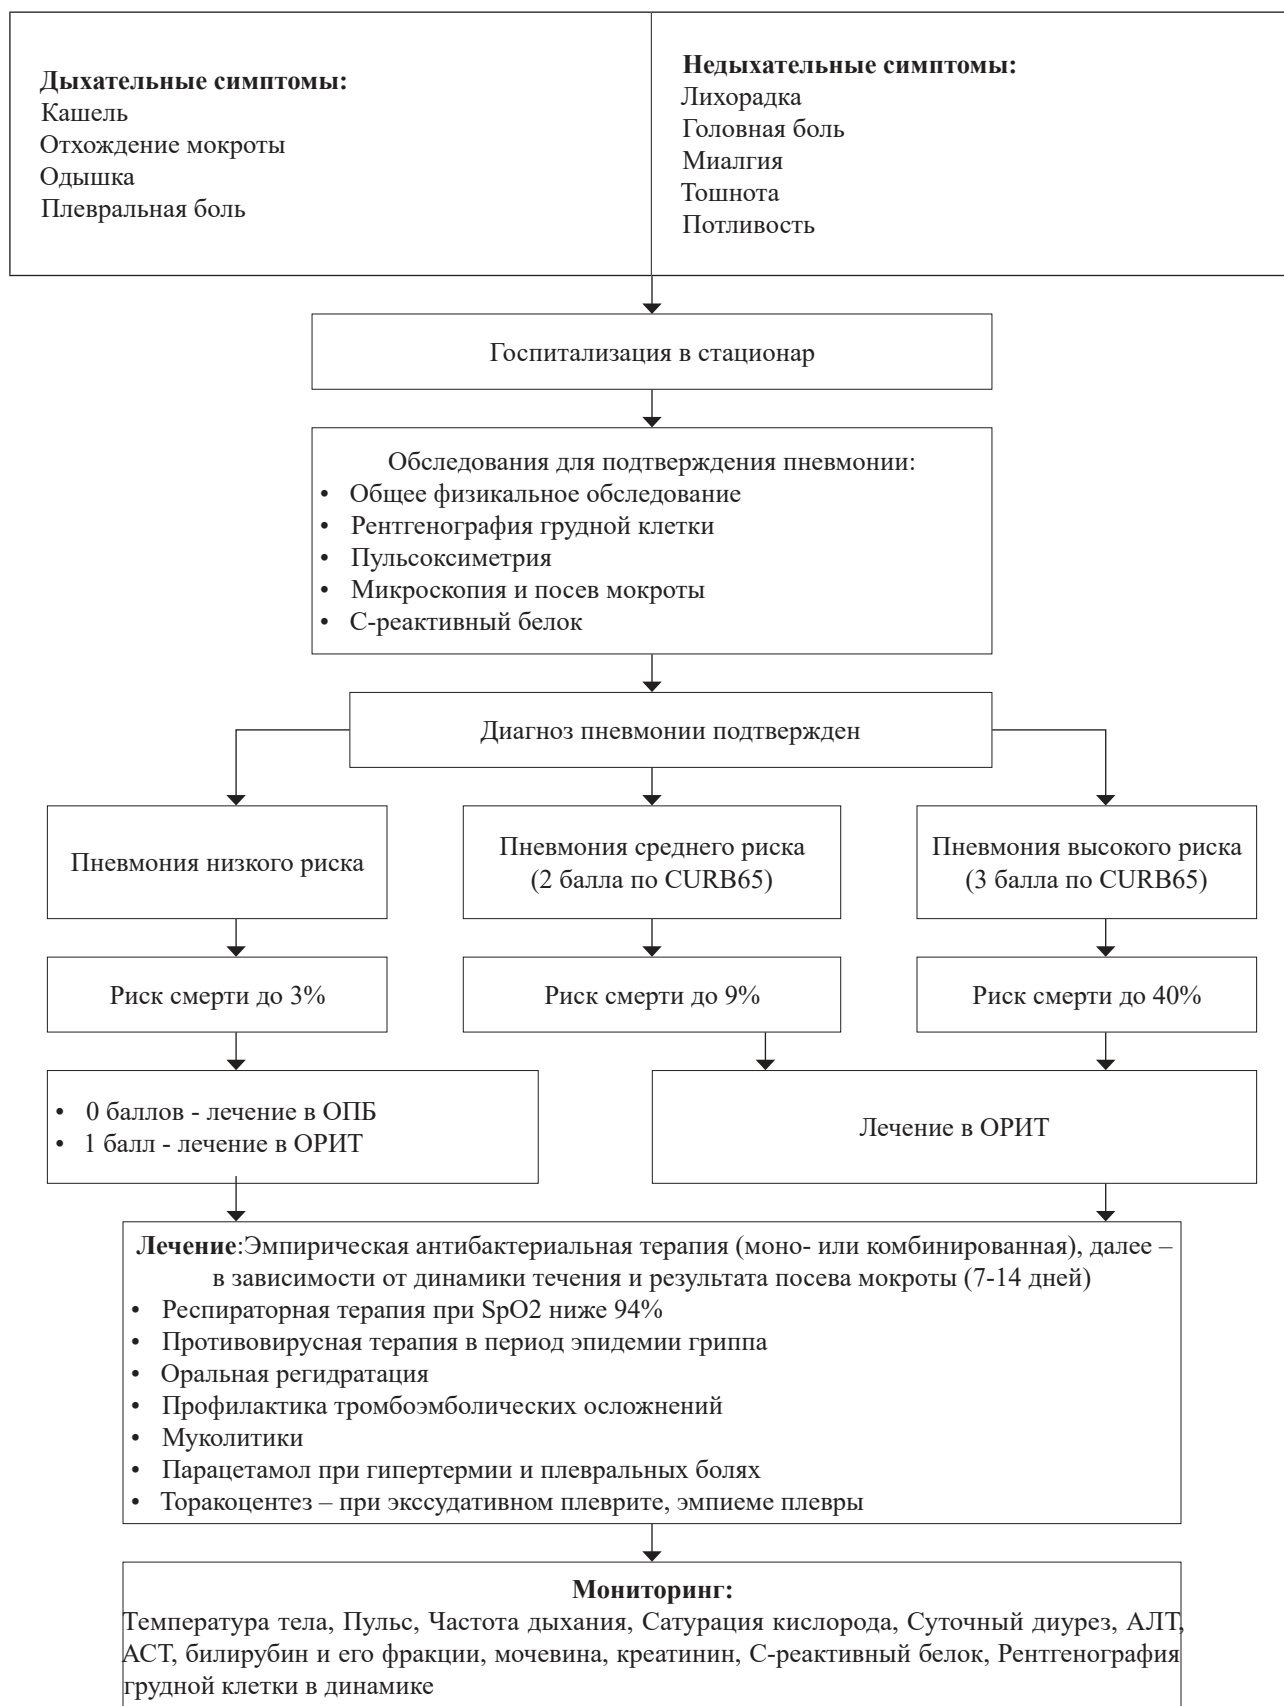 Дыхательные симптомы:
Кашель
Отхождение мокроты
Одышка
Плевральная боль
Недыхательные симптомы:
Лихорадка
Головная боль
Миалгия
Тошнота
Потливость
Госпитализация в стационар
Обследования для подтверждения пневмонии:
• Общее физикальное обследование
• Рентгенография грудной клетки
• Пульсоксиметрия
• Микроскопия и посев мокроты
• С-реактивный белок
Диагноз пневмонии подтвержден
Пневмония низкого риска
Пневмония среднего риска
(2 балла по CURB65)
Пневмония высокого риска
(3 балла по CURB65)
Риск смерти до 3%
Риск смерти до 9%
Риск смерти до 40%
• 0 баллов - лечение в ОПБ
• 1 балл - лечение в ОРИТ
Лечение в ОРИТ
Лечение:Эмпирическая антибактериальная терапия (моно- или комбинированная), далее –
в зависимости от динамики течения и результата посева мокроты (7-14 дней)
• Респираторная терапия при SpO2 ниже 94%
• Противовирусная терапия в период эпидемии гриппа
• Оральная регидратация
• Профилактика тромбоэмболических осложнений
• Муколитики
• Парацетамол при гипертермии и плевральных болях
• Торакоцентез – при экссудативном плеврите, эмпиеме плевры
Мониторинг:
Температура тела, Пульс, Частота дыхания, Сатурация кислорода, Суточный диурез, АЛТ,
АСТ, билирубин и его фракции, мочевина, креатинин, С-реактивный белок, Рентгенография
грудной клетки в динамике